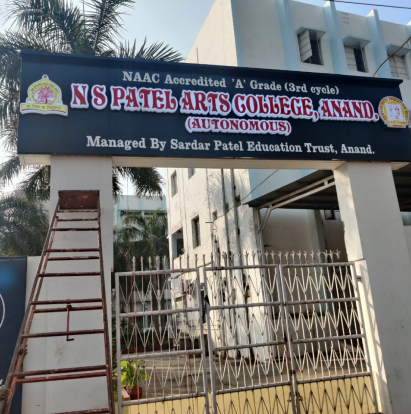 NAAC Accredited 'A' Grade (3rd cycle)
N S PATEL ARTS COLLEGE, ANAND.
(AUTONOMOUS)
Managed By Sardar Patel Education Trust, Anand.